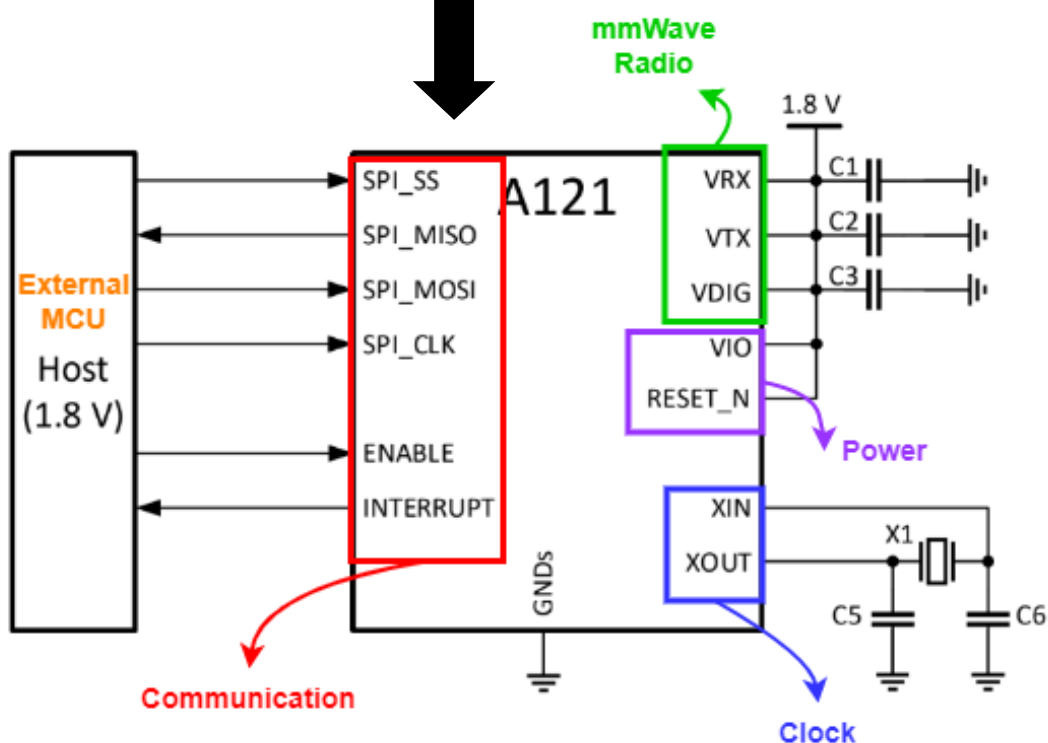 mmWave
Radio
1.8 V
External
MCU
Host
(1.8 V)
SPI_SS
SPI_MISO
SPI_MOSI
SPI_CLK
ENABLE
INTERRUPT
A121
GNDs
VRX
VTX
VDIG
VIO
RESET_N
XIN
XOUT
C1
C2
C3
Power
X1
C5
C6
Communication
Clock